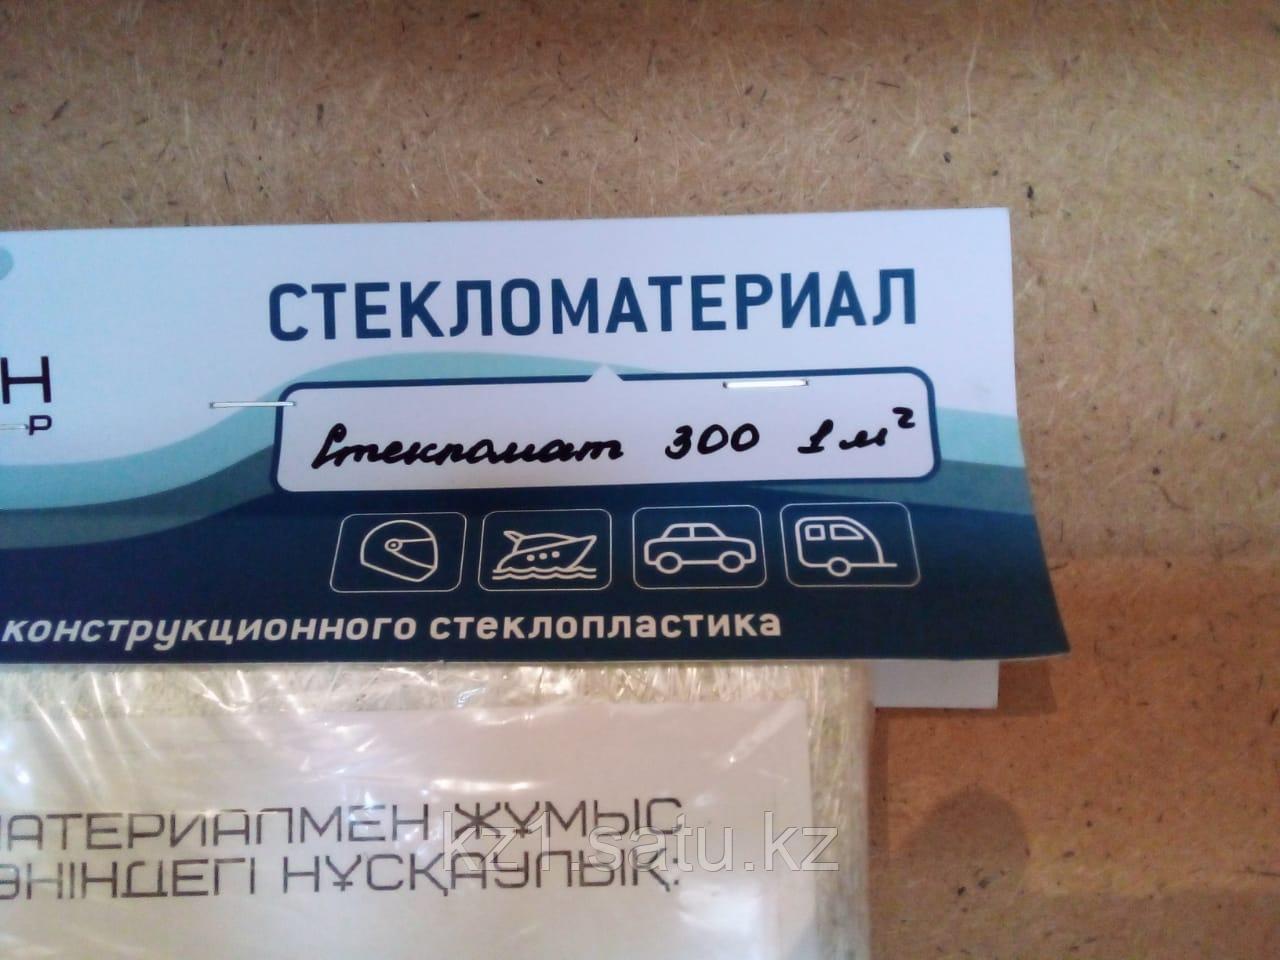 СТЕКЛОМАТЕРИАЛ
Н
Р
Стекломат 300 1 м²
конструкционного стеклопластика
МАТЕРИАЛМЕН ЖҰМЫС
ӨНІНДЕГІ НҰСҚАУЛЫҚ:
kz1.satu.kz